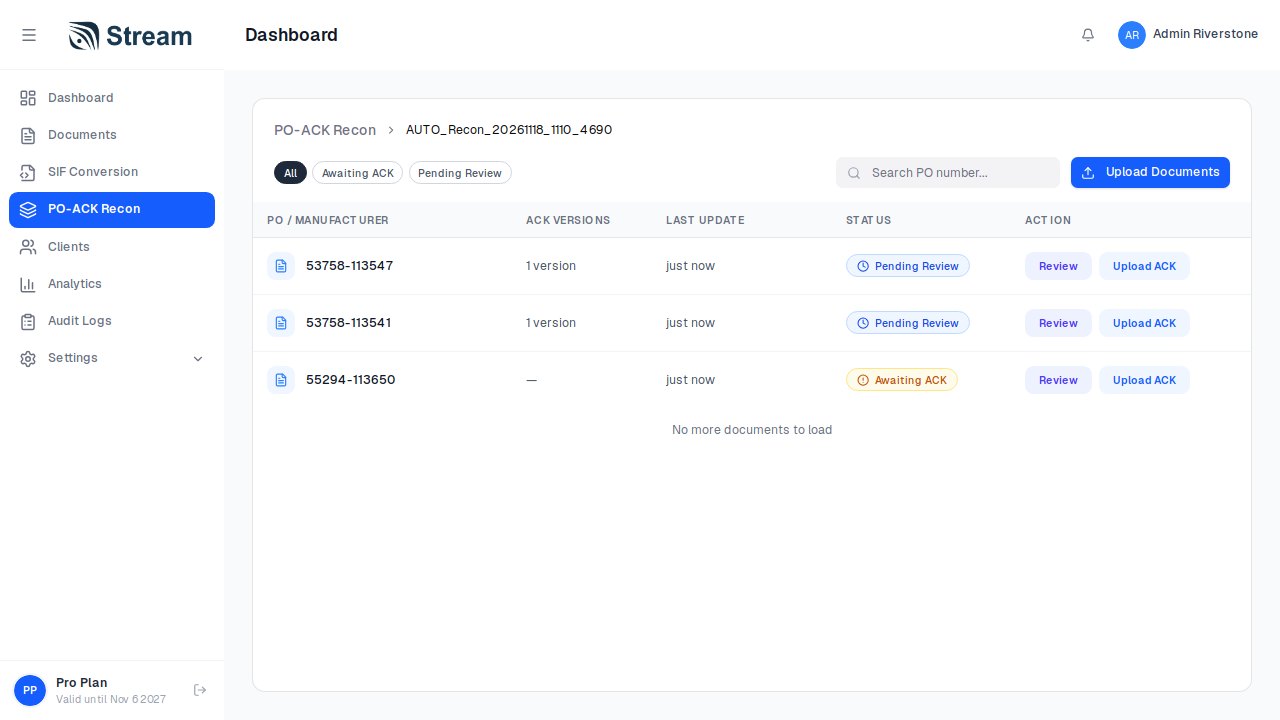 Stream
Dashboard
AR
Admin Riverstone
Dashboard
Documents
SIF Conversion
PO-ACK Recon
Clients
Analytics
Audit Logs
Settings
PP
Pro Plan
Valid until Nov 6 2027
PO-ACK Recon
AUTO_Recon_20261118_1110_4690
All
Awaiting ACK
Pending Review
Search PO number...
Upload Documents
PO / MANUFACTURER
ACK VERSIONS
LAST UPDATE
STATUS
ACTION
53758-113547
1 version
just now
Pending Review
Review
Upload ACK
53758-113541
1 version
just now
Pending Review
Review
Upload ACK
55294-113650
—
just now
Awaiting ACK
Review
Upload ACK
No more documents to load